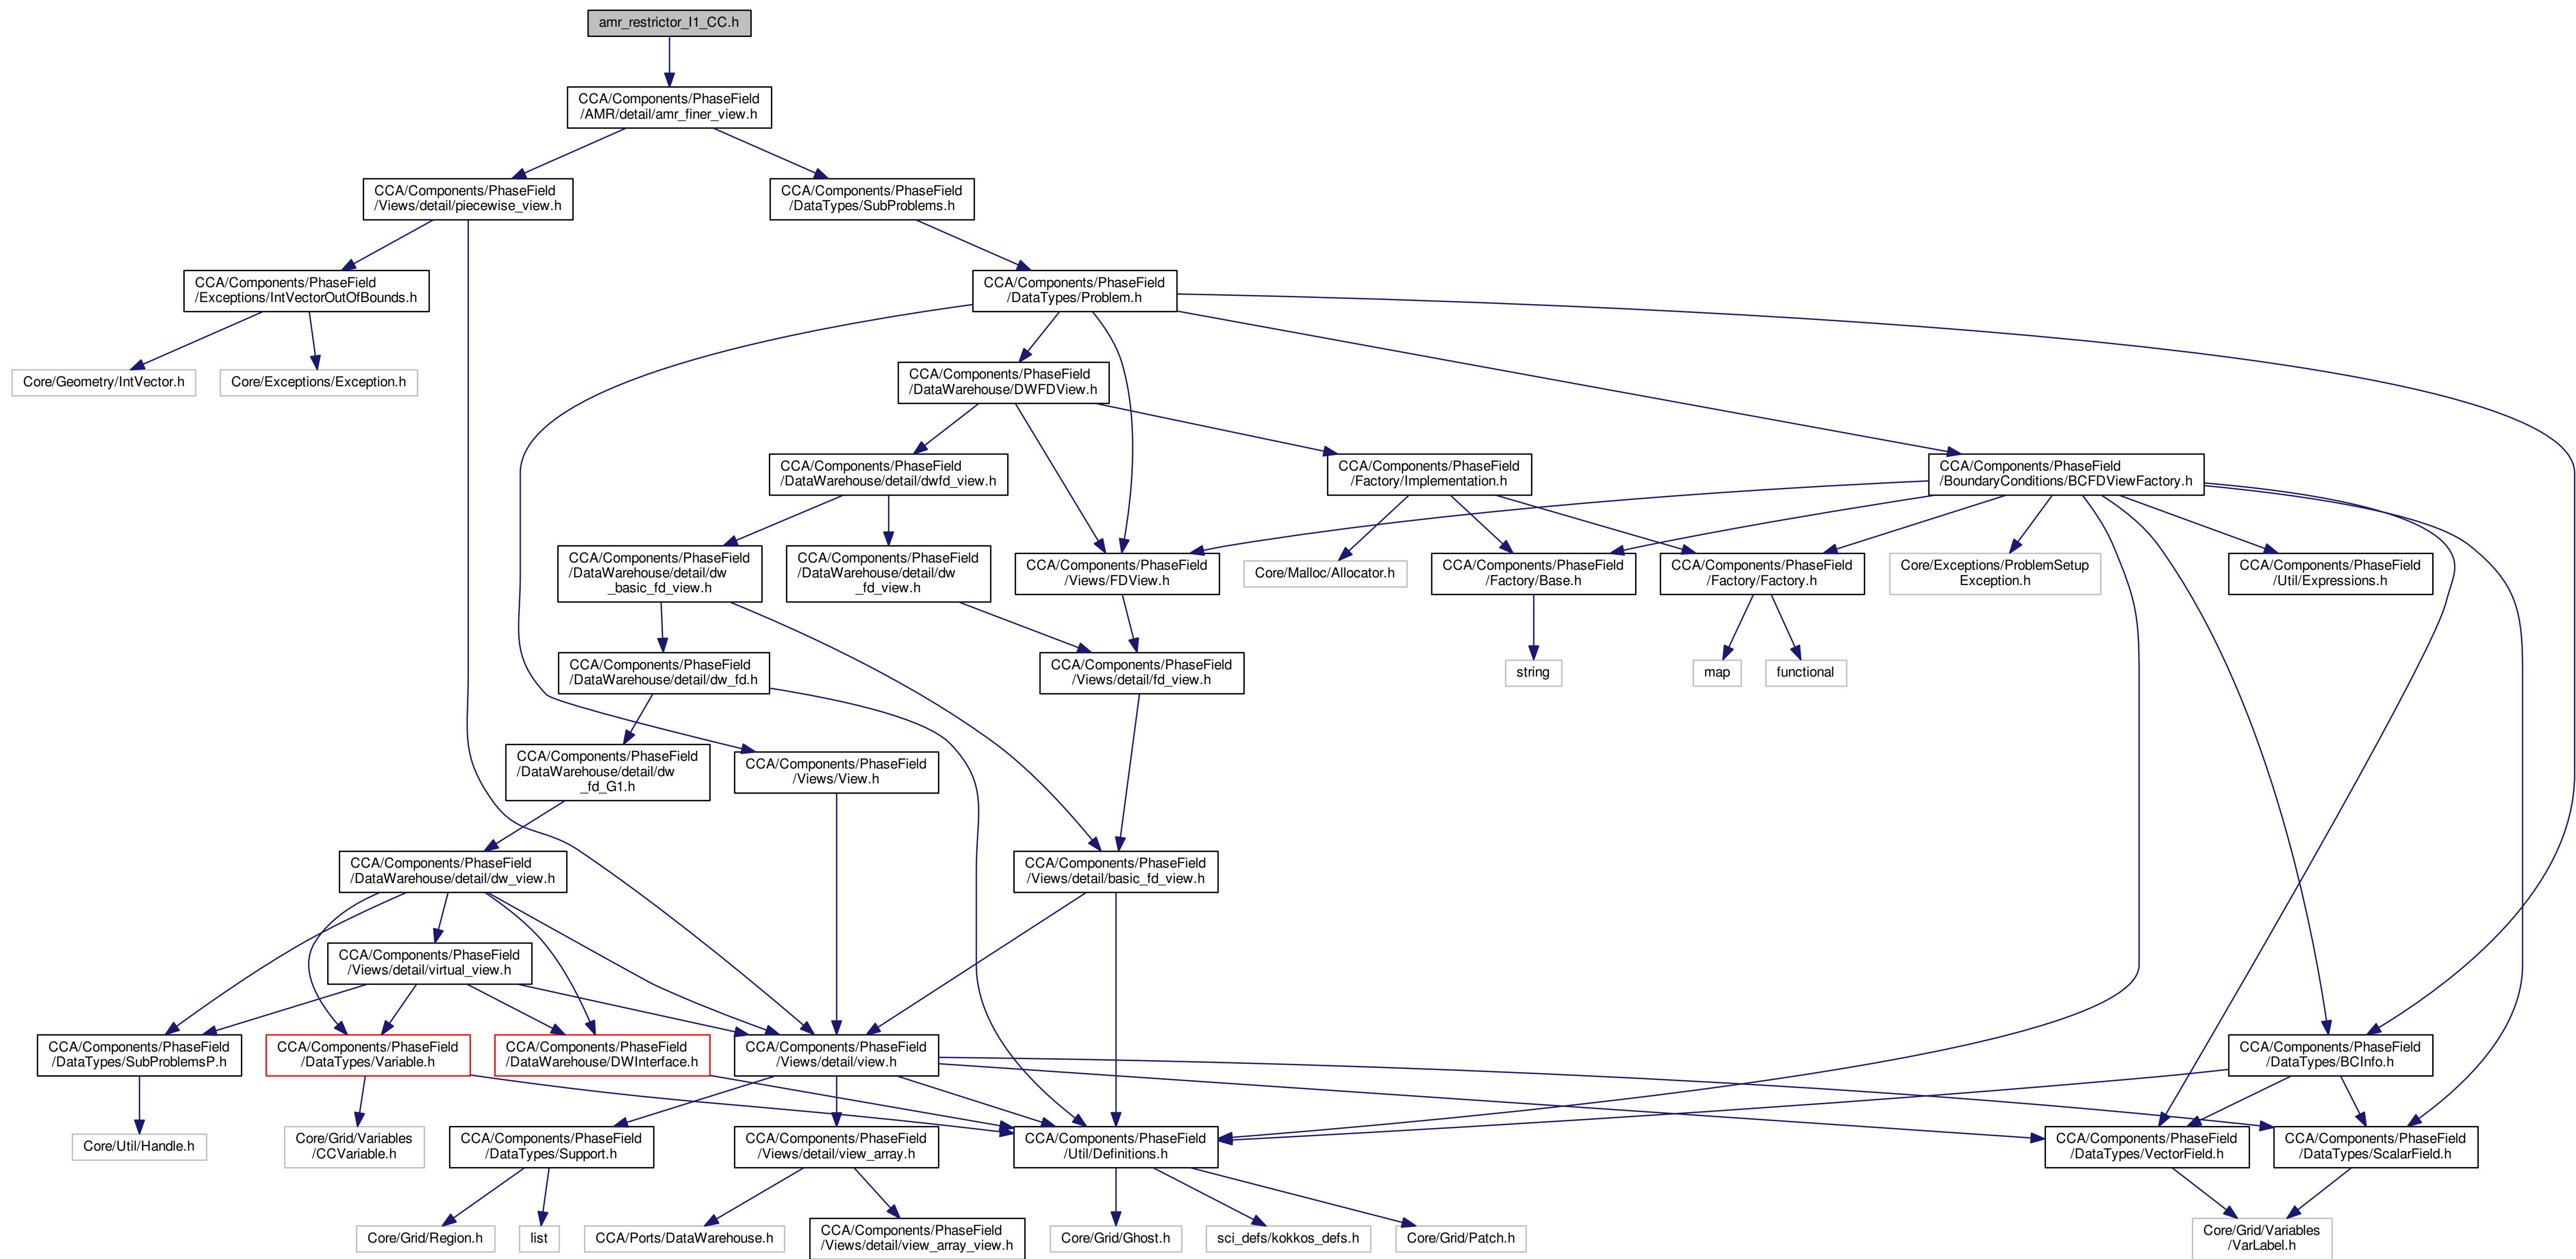 amr_restrictor_I1_CC.h
CCA/Components/PhaseField
/AMR/detail/amr_finer_view.h
CCA/Components/PhaseField
/Views/detail/piecewise_view.h
CCA/Components/PhaseField
/DataTypes/SubProblems.h
CCA/Components/PhaseField
/Exceptions/IntVectorOutOfBounds.h
CCA/Components/PhaseField
/DataTypes/Problem.h
Core/Geometry/IntVector.h
Core/Exceptions/Exception.h
CCA/Components/PhaseField
/DataWarehouse/DWFDView.h
CCA/Components/PhaseField
/DataWarehouse/detail/dwfd_view.h
CCA/Components/PhaseField
/Factory/Implementation.h
CCA/Components/PhaseField
/BoundaryConditions/BCFDViewFactory.h
CCA/Components/PhaseField
/DataWarehouse/detail/dw
_basic_fd_view.h
CCA/Components/PhaseField
/DataWarehouse/detail/dw
_fd_view.h
CCA/Components/PhaseField
/Views/FDView.h
Core/Malloc/Allocator.h
CCA/Components/PhaseField
/Factory/Base.h
CCA/Components/PhaseField
/Factory/Factory.h
Core/Exceptions/ProblemSetup
Exception.h
CCA/Components/PhaseField
/Util/Expressions.h
CCA/Components/PhaseField
/DataWarehouse/detail/dw_fd.h
CCA/Components/PhaseField
/Views/detail/fd_view.h
string
map
functional
CCA/Components/PhaseField
/DataWarehouse/detail/dw
_fd_G1.h
CCA/Components/PhaseField
/Views/View.h
CCA/Components/PhaseField
/DataWarehouse/detail/dw_view.h
CCA/Components/PhaseField
/Views/detail/basic_fd_view.h
CCA/Components/PhaseField
/Views/detail/virtual_view.h
CCA/Components/PhaseField
/DataTypes/SubProblemsP.h
CCA/Components/PhaseField
/DataTypes/Variable.h
CCA/Components/PhaseField
/DataWarehouse/DWInterface.h
CCA/Components/PhaseField
/Views/detail/view.h
CCA/Components/PhaseField
/DataTypes/BCInfo.h
Core/Util/Handle.h
Core/Grid/Variables
/CCVariable.h
CCA/Components/PhaseField
/DataTypes/Support.h
CCA/Components/PhaseField
/Views/detail/view_array.h
CCA/Components/PhaseField
/Util/Definitions.h
CCA/Components/PhaseField
/DataTypes/VectorField.h
CCA/Components/PhaseField
/DataTypes/ScalarField.h
Core/Grid/Region.h
list
CCA/Ports/DataWarehouse.h
CCA/Components/PhaseField
/Views/detail/view_array_view.h
Core/Grid/Ghost.h
sci_defs/kokkos_defs.h
Core/Grid/Patch.h
Core/Grid/Variables
/VarLabel.h